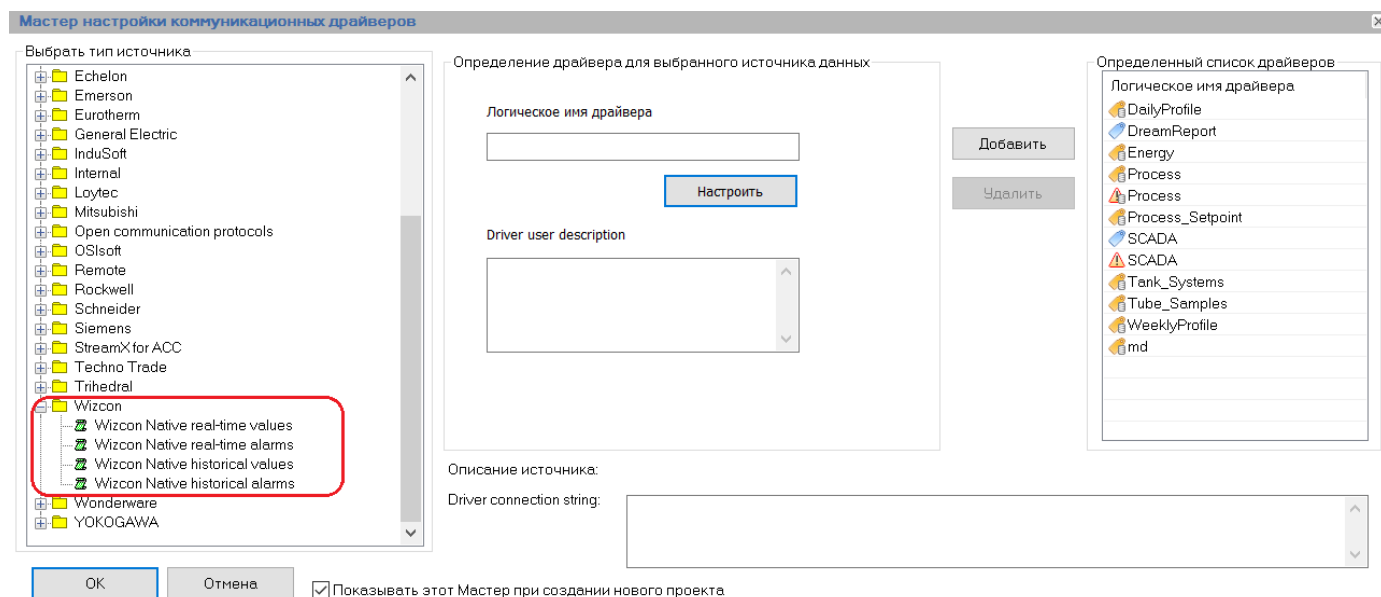 Мастер настройки коммуникационных драйверов
Выбрать тип источника
Echelon
Emerson
Eurotherm
General Electric
InduSoft
Internal
Loytec
Mitsubishi
Open communication protocols
OSIsoft
Remote
Rockwell
Schneider
Siemens
StreamX for ACC
Techno Trade
Trihedral
Wizcon
Wizcon Native real-time values
Wizcon Native real-time alarms
Wizcon Native historical values
Wizcon Native historical alarms
Wonderware
YOKOGAWA
Определение драйвера для выбранного источника данных
Логическое имя драйвера
Настроить
Driver user description
Добавить
Удалить
Определенный список драйверов
Логическое имя драйвера
DailyProfile
DreamReport
Energy
Process
Process
Process_Setpoint
SCADA
SCADA
Tank_Systems
Tube_Samples
WeeklyProfile
md
Описание источника:
Driver connection string:
OK
Отмена
Показывать этот Мастер при создании нового проекта